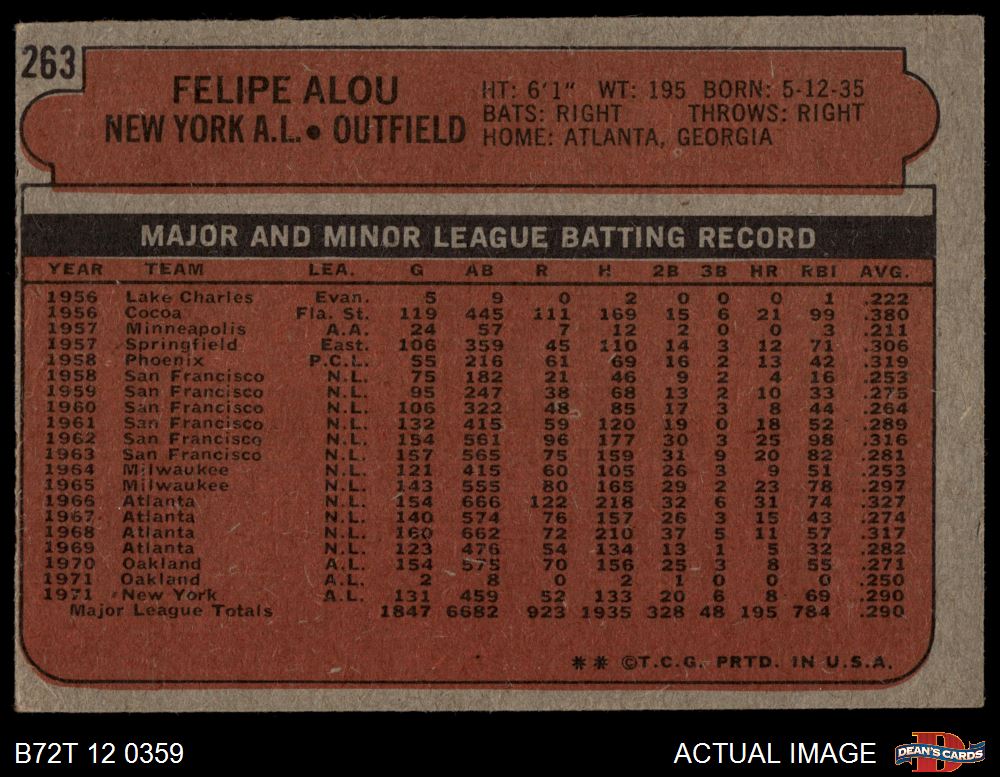 263
FELIPE ALOU
NEW YORK A.L. • OUTFIELD
HT: 6'1" WT: 195 BORN: 5-12-35
BATS: RIGHT THROWS: RIGHT
HOME: ATLANTA, GEORGIA
MAJOR AND MINOR LEAGUE BATTING RECORD
YEAR TEAM LEA. G AB R H 2B 3B HR RBI AVG.
1956 Lake Charles Evan. 5 9 0 2 0 0 0 1 .222
1956 Cocoa Fla. St. 119 445 111 169 15 6 21 99 .380
1957 Minneapolis A.A. 24 57 7 12 2 0 0 3 .211
1957 Springfield East. 106 359 45 110 14 3 12 71 .306
1958 Phoenix P.C.L. 55 216 61 69 16 2 13 42 .319
1958 San Francisco N.L. 75 182 21 46 9 2 4 16 .253
1959 San Francisco N.L. 95 247 38 68 13 2 10 33 .275
1960 San Francisco N.L. 106 322 48 85 17 3 8 44 .264
1961 San Francisco N.L. 132 415 59 120 19 0 18 52 .289
1962 San Francisco N.L. 154 561 96 177 30 3 25 98 .316
1963 San Francisco N.L. 157 565 75 159 31 9 20 82 .281
1964 Milwaukee N.L. 121 415 60 105 26 3 9 51 .253
1965 Milwaukee N.L. 143 555 80 165 29 2 23 78 .297
1966 Atlanta N.L. 154 666 122 218 32 6 31 74 .327
1967 Atlanta N.L. 140 574 76 157 26 3 15 43 .274
1968 Atlanta N.L. 160 662 72 210 37 5 11 57 .317
1969 Atlanta N.L. 123 476 54 134 13 1 5 32 .282
1970 Oakland A.L. 154 575 70 156 25 3 8 55 .271
1971 Oakland A.L. 2 8 0 2 1 0 0 0 .250
1971 New York A.L. 131 459 52 133 20 6 8 69 .290
Major League Totals 1847 6682 923 1935 328 48 195 784 .290
** ©T.C.G. PRTD. IN U.S.A.
B72T 12 0359
ACTUAL IMAGE
DEAN'S CARDS